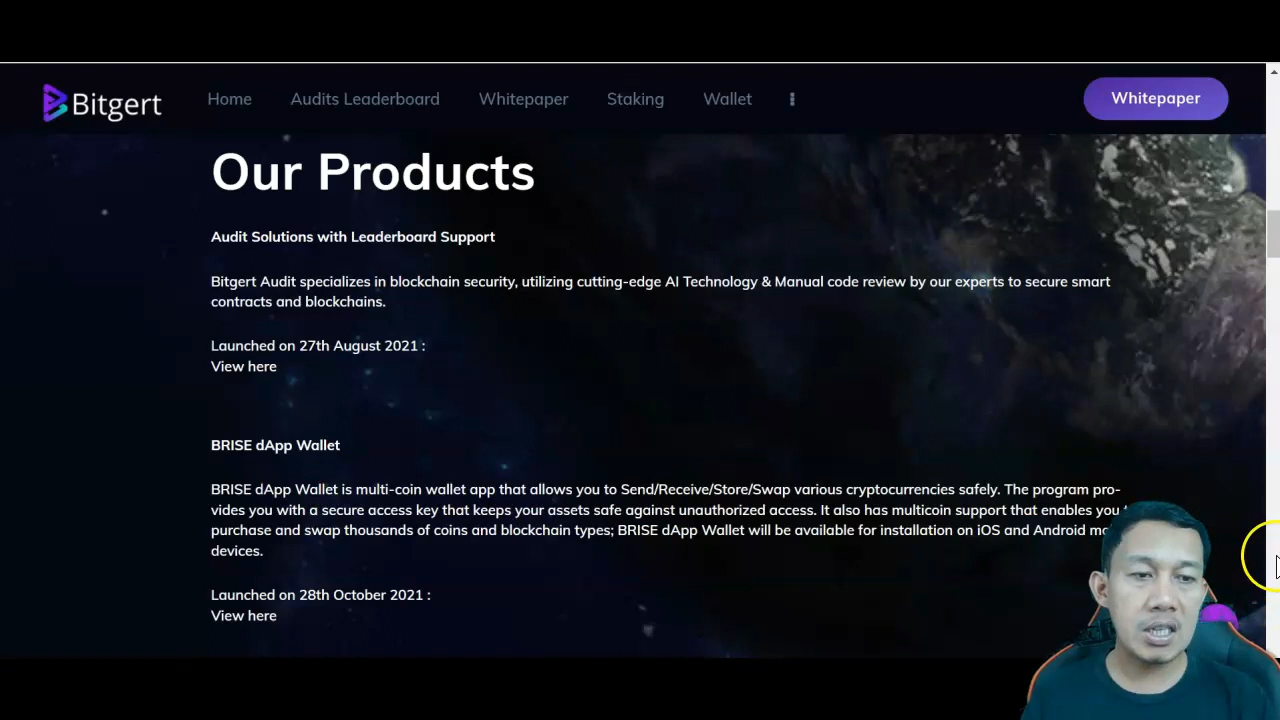 Bitgert
Home
Audits Leaderboard
Whitepaper
Staking
Wallet
Whitepaper
Our Products
Audit Solutions with Leaderboard Support
Bitgert Audit specializes in blockchain security, utilizing cutting-edge AI Technology & Manual code review by our experts to secure smart
contracts and blockchains.
Launched on 27th August 2021 :
View here
BRISE dApp Wallet
BRISE dApp Wallet is multi-coin wallet app that allows you to Send/Receive/Store/Swap various cryptocurrencies safely. The program pro-
vides you with a secure access key that keeps your assets safe against unauthorized access. It also has multicoin support that enables you
purchase and swap thousands of coins and blockchain types; BRISE dApp Wallet will be available for installation on iOS and Android
devices.
Launched on 28th October 2021 :
View here